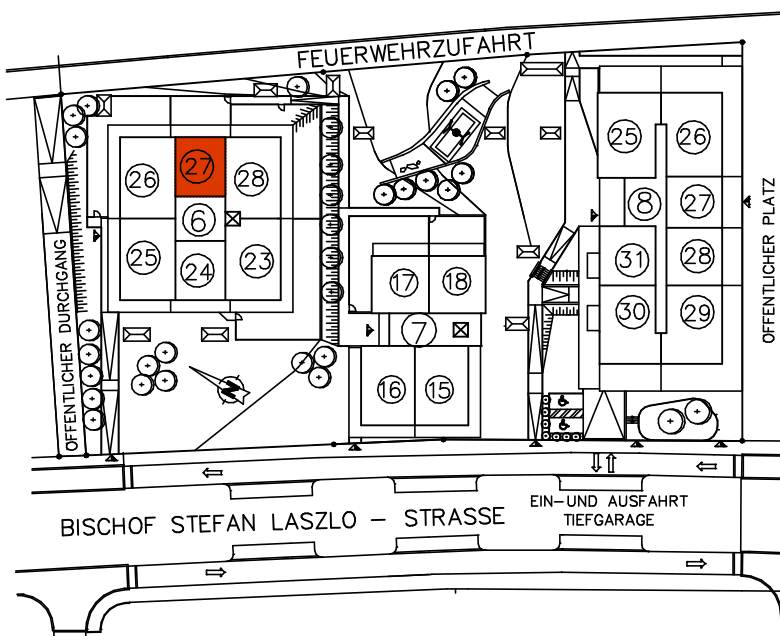 FEUERWEHRZUFAHRT
26
27
28
6
25
24
23
17
18
7
16
15
25
26
8
27
31
28
30
29
N
OFFENTLICHER DURCHGANG
OFFENTLICHER PLATZ
BISCHOF STEFAN LASZLO – STRASSE
EIN–UND AUSFAHRT
TIEFGARAGE